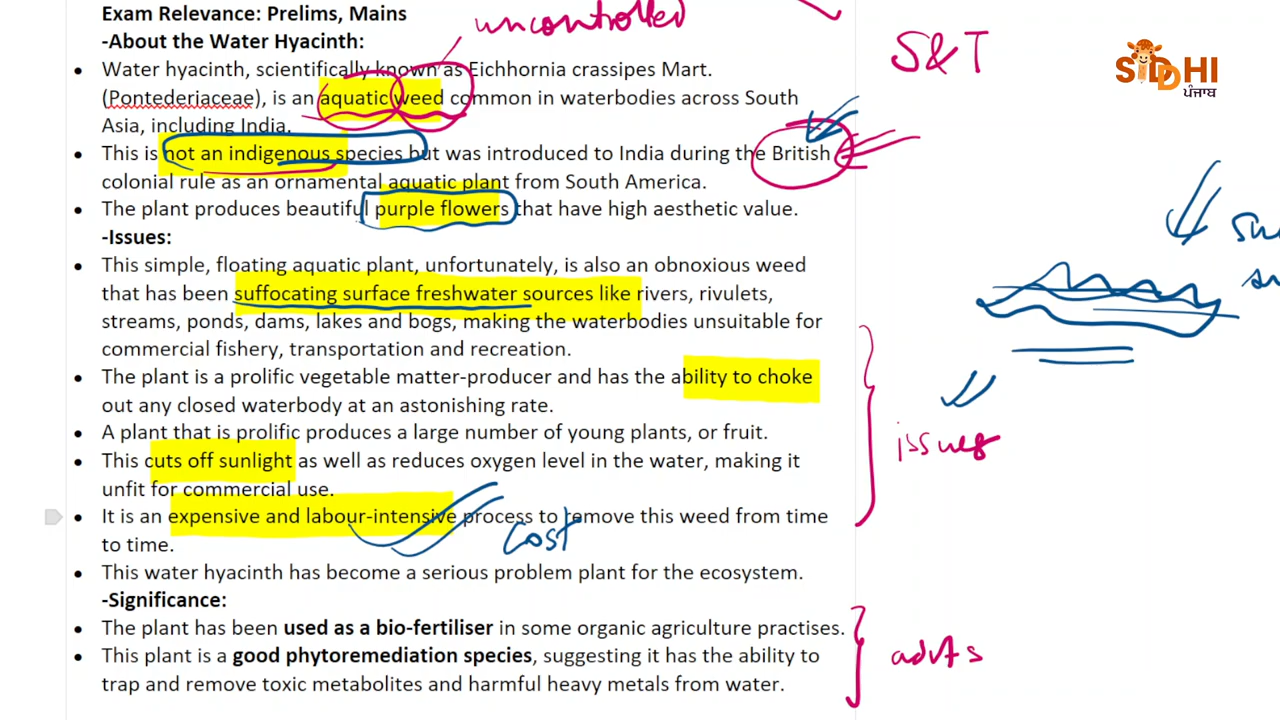 Exam Relevance: Prelims, Mains
uncontrolled
S&T
SIDDHI
ਪੰਜਾਬ
-About the Water Hyacinth:
• Water hyacinth, scientifically known as Eichhornia crassipes Mart.
(Pontederiaceae), is an aquatic weed common in waterbodies across South
Asia, including India.
• This is not an indigenous species but was introduced to India during the British
colonial rule as an ornamental aquatic plant from South America.
• The plant produces beautiful purple flowers that have high aesthetic value.
-Issues:
• This simple, floating aquatic plant, unfortunately, is also an obnoxious weed
that has been suffocating surface freshwater sources like rivers, rivulets,
streams, ponds, dams, lakes and bogs, making the waterbodies unsuitable for
commercial fishery, transportation and recreation.
• The plant is a prolific vegetable matter-producer and has the ability to choke
out any closed waterbody at an astonishing rate.
• A plant that is prolific produces a large number of young plants, or fruit.
• This cuts off sunlight as well as reduces oxygen level in the water, making it
unfit for commercial use.
issues
• It is an expensive and labour-intensive process to remove this weed from time
to time.
cost
• This water hyacinth has become a serious problem plant for the ecosystem.
-Significance:
• The plant has been used as a bio-fertiliser in some organic agriculture practises.
• This plant is a good phytoremediation species, suggesting it has the ability to
trap and remove toxic metabolites and harmful heavy metals from water.
advts